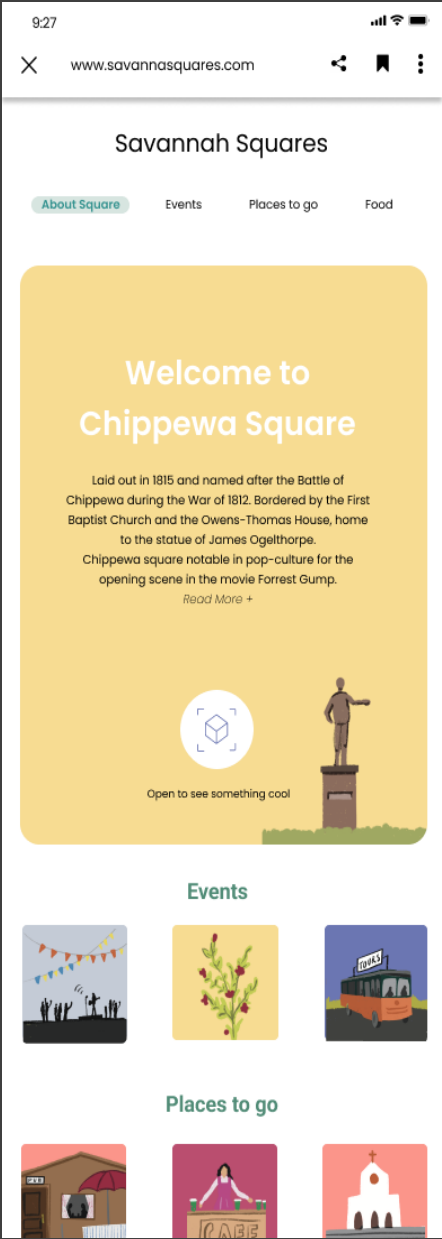 9:27
www.savannasquares.com
Savannah Squares
About Square Events Places to go Food
Welcome to
Chippewa Square
Laid out in 1815 and named after the Battle of
Chippewa during the War of 1812. Bordered by the First
Baptist Church and the Owens-Thomas House, home
to the statue of James Ogelthorpe.
Chippewa square notable in pop-culture for the
opening scene in the movie Forrest Gump.
Read More +
Open to see something cool
Events
TOURS
Places to go
PUB
CAFE